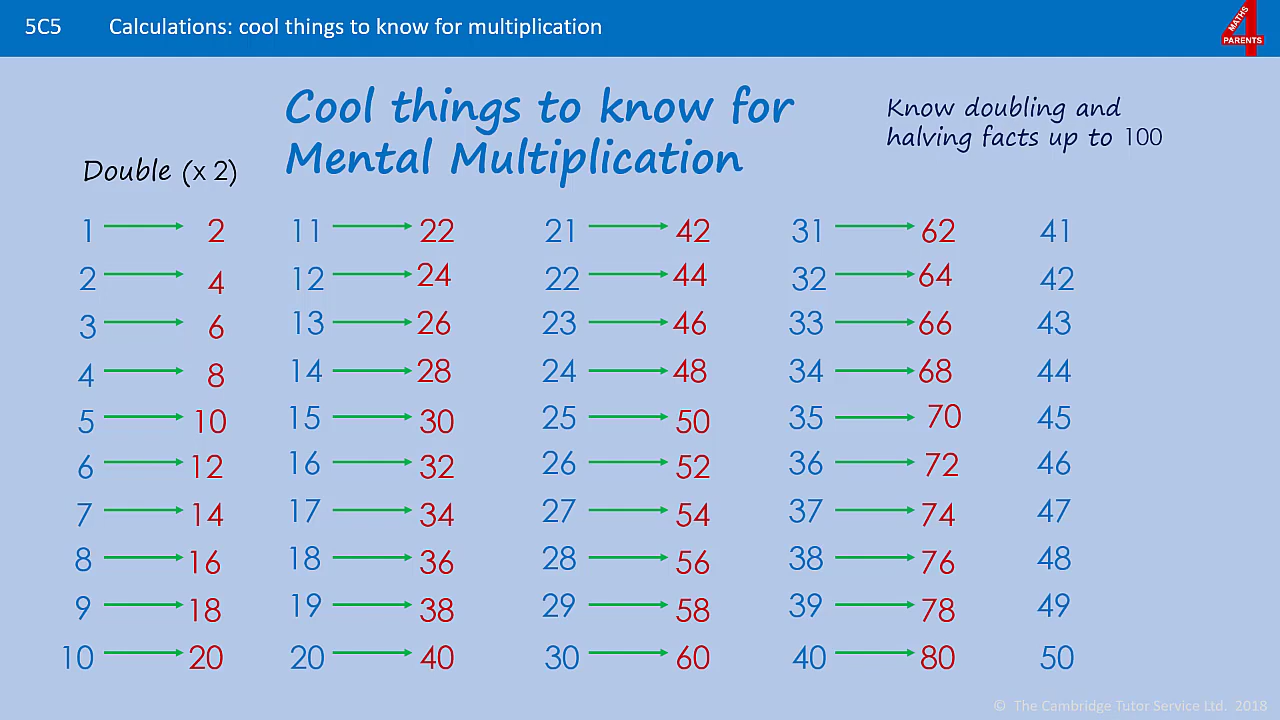 5C5 Calculations: cool things to know for multiplication
MATHS
4
PARENTS
Cool things to know for
Mental Multiplication
Know doubling and
halving facts up to 100
Double (x 2)
1 2 11 22 21 42 31 62 41
2 4 12 24 22 44 32 64 42
3 6 13 26 23 46 33 66 43
4 8 14 28 24 48 34 68 44
5 10 15 30 25 50 35 70 45
6 12 16 32 26 52 36 72 46
7 14 17 34 27 54 37 74 47
8 16 18 36 28 56 38 76 48
9 18 19 38 29 58 39 78 49
10 20 20 40 30 60 40 80 50
© The Cambridge Tutor Service Ltd. 2018